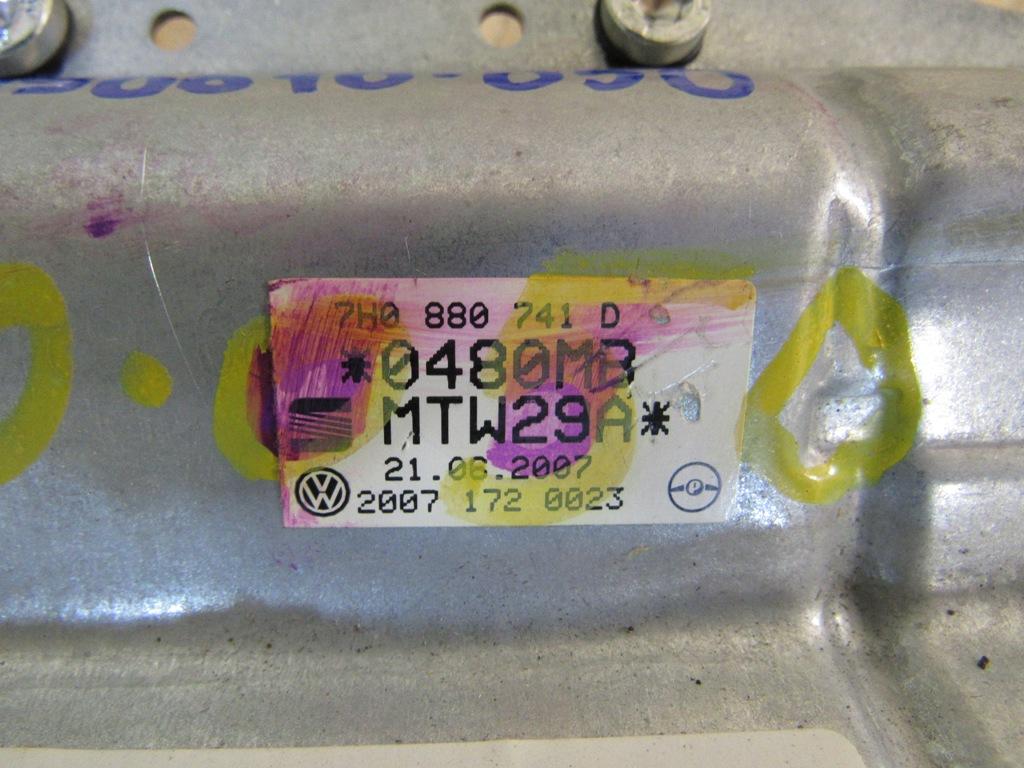 7H0 880 741 D
*0480MB
MTW29A*
21.06.2007
2007 172 0023